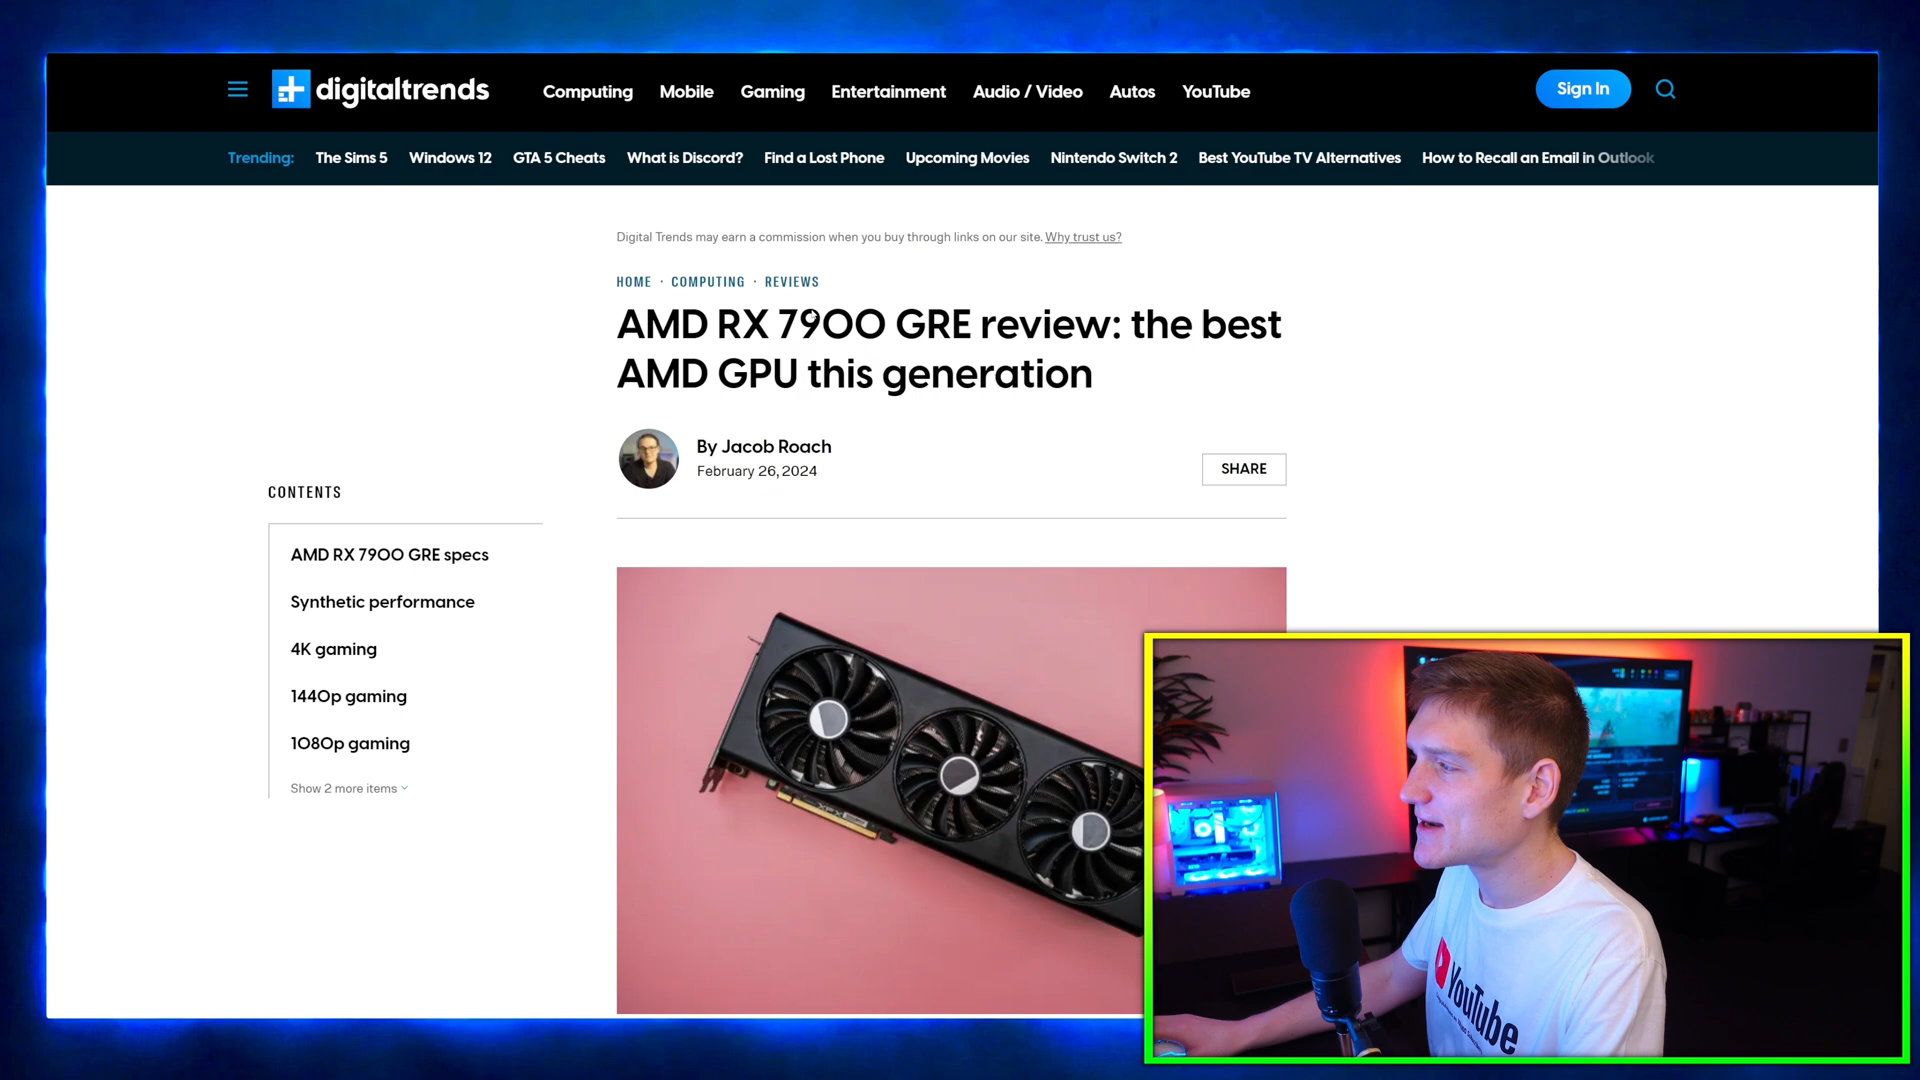 digitaltrends
Computing Mobile Gaming Entertainment Audio / Video Autos YouTube
Sign In
Trending: The Sims 5 Windows 12 GTA 5 Cheats What is Discord? Find a Lost Phone Upcoming Movies Nintendo Switch 2 Best YouTube TV Alternatives How to Recall an Email in Outlook
Digital Trends may earn a commission when you buy through links on our site. Why trust us?
HOME · COMPUTING · REVIEWS
AMD RX 7900 GRE review: the best
AMD GPU this generation
By Jacob Roach
February 26, 2024
SHARE
CONTENTS
AMD RX 7900 GRE specs
Synthetic performance
4K gaming
1440p gaming
1080p gaming
Show 2 more items
YouTube